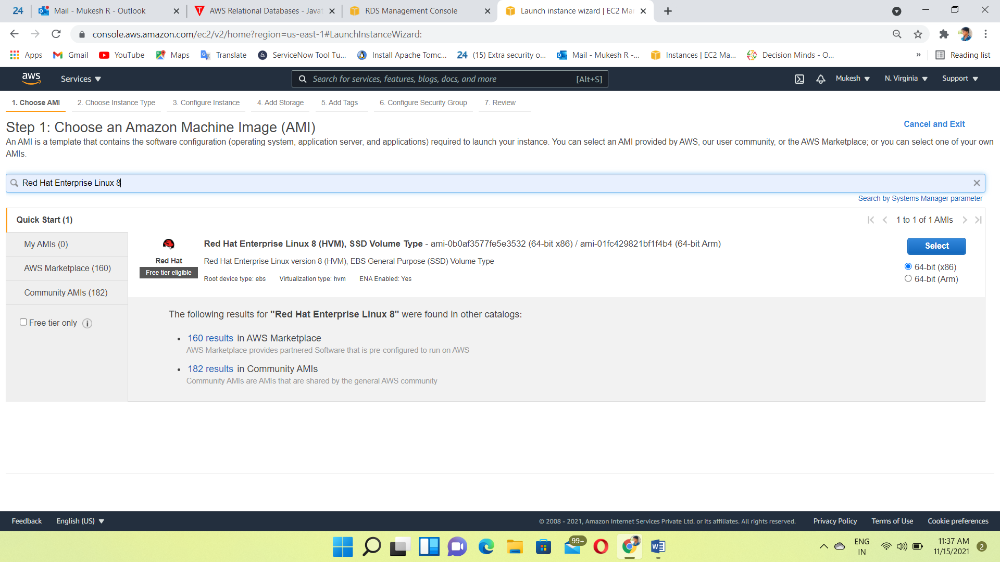 24 Mail - Mukesh R - Outlook AWS Relational Databases - Javat RDS Management Console Launch instance wizard | EC2 Ma
console.aws.amazon.com/ec2/v2/home?region=us-east-1#LaunchInstanceWizard:
Apps Gmail YouTube Maps Translate ServiceNow Tool Tu... Install Apache Tomc... 24 (15) Extra security o... Mail - Mukesh R -... Instances | EC2 Ma... Decision Minds - O... » Reading list
aws Services Search for services, features, blogs, docs, and more [Alt+S] Mukesh N. Virginia Support
1. Choose AMI 2. Choose Instance Type 3. Configure Instance 4. Add Storage 5. Add Tags 6. Configure Security Group 7. Review
Step 1: Choose an Amazon Machine Image (AMI) Cancel and Exit
An AMI is a template that contains the software configuration (operating system, application server, and applications) required to launch your instance. You can select an AMI provided by AWS, our user community, or the AWS Marketplace; or you can select one of your own
AMIs.
Red Hat Enterprise Linux 8
Search by Systems Manager parameter
Quick Start (1) 1 to 1 of 1 AMIs
My AMIs (0)
AWS Marketplace (160)
Community AMIs (182)
Free tier only i
Red Hat
Free tier eligible
Red Hat Enterprise Linux 8 (HVM), SSD Volume Type - ami-0b0af3577fe5e3532 (64-bit x86) / ami-01fc429821bf1f4b4 (64-bit Arm)
Red Hat Enterprise Linux version 8 (HVM), EBS General Purpose (SSD) Volume Type
Root device type: ebs Virtualization type: hvm ENA Enabled: Yes
Select
64-bit (x86)
64-bit (Arm)
The following results for "Red Hat Enterprise Linux 8" were found in other catalogs:
• 160 results in AWS Marketplace
AWS Marketplace provides partnered Software that is pre-configured to run on AWS
• 182 results in Community AMIs
Community AMIs are AMIs that are shared by the general AWS community
Feedback English (US) © 2008 - 2021, Amazon Internet Services Private Ltd. or its affiliates. All rights reserved. Privacy Policy Terms of Use Cookie preferences
99+ ENG 11:37 AM
IN 11/15/2021 2